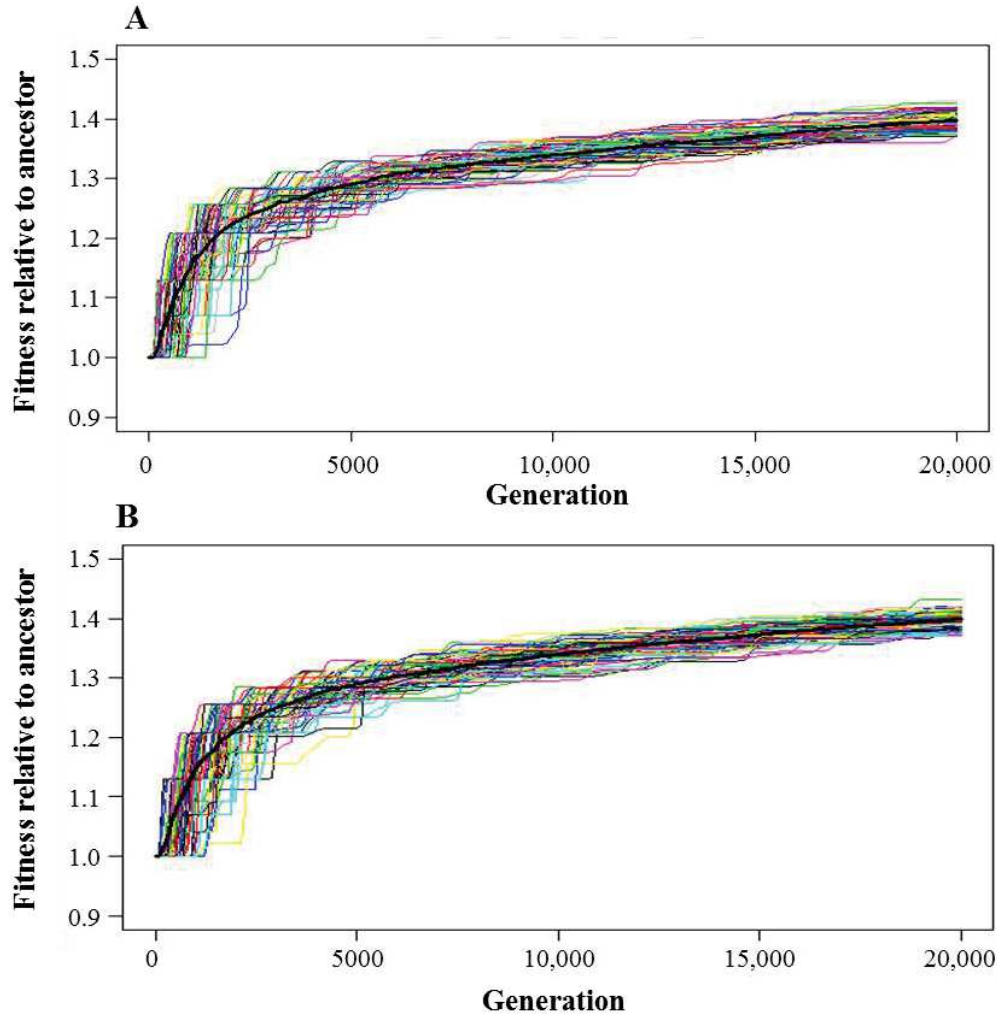 A
Fitness relative to ancestor
1.5
1.4
1.3
1.2
1.1
1.0
0.9
0 5000 10,000 15,000 20,000
Generation
B
Fitness relative to ancestor
1.5
1.4
1.3
1.2
1.1
1.0
0.9
0 5000 10,000 15,000 20,000
Generation